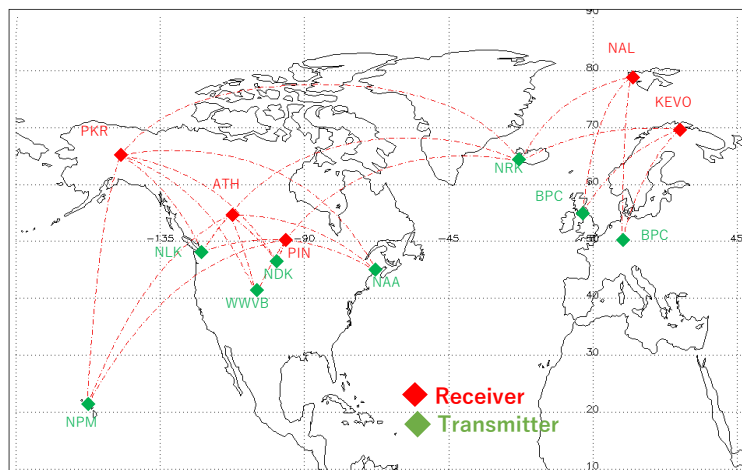 90
NAL
80
KEVO
PKR
70
NRK
ATH
60
BPC
-135
-90
-45
50
45
BPC
NLK
PIN
NDK
NAA
WWVB
40
30
Receiver
NPM
20
Transmitter
10